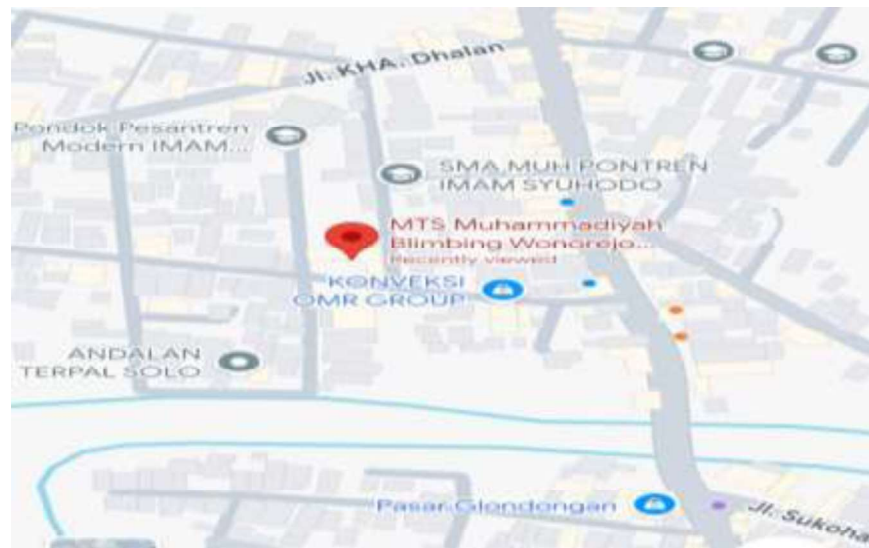 Jl. KHA. Dhalan
Pondok Pesantren
Modern IMAM...
SMA MUH PONTREN
IMAM SYUHODO
MTS Muhammadiyah
Blimbing Wonorejo...
Recently viewed
KONVEKSI
OMR GROUP
ANDALAN
TERPAL SOLO
Pasar Glondongan
Jl. Sukoha